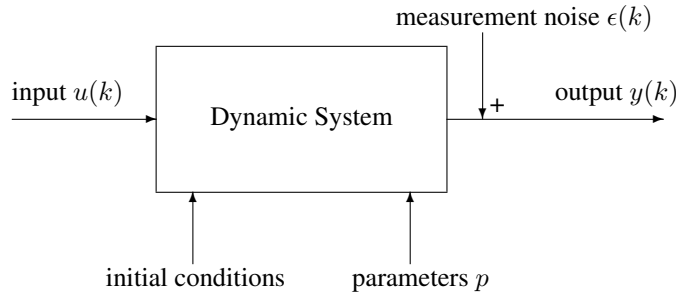 measurement noise ϵ(k)
input u(k)
Dynamic System
+
output y(k)
initial conditions
parameters p